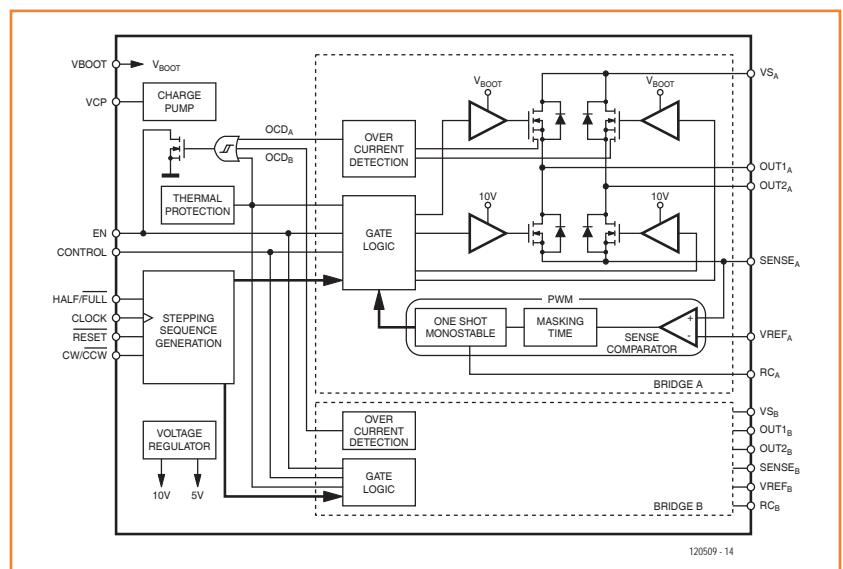 VBOOT
VBOOT
VCP
CHARGE
PUMP
OCDA
OCDB
THERMAL
PROTECTION
EN
CONTROL
HALF/FULL
CLOCK
RESET
CW/CCW
STEPPING
SEQUENCE
GENERATION
VOLTAGE
REGULATOR
10V
5V
OVER
CURRENT
DETECTION
GATE
LOGIC
VBOOT
VBOOT
10V
10V
PWM
ONE SHOT
MONOSTABLE
MASKING
TIME
SENSE
COMPARATOR
+
-
BRIDGE A
VSA
OUT1A
OUT2A
SENSEA
VREFA
RCA
OVER
CURRENT
DETECTION
GATE
LOGIC
BRIDGE B
VSB
OUT1B
OUT2B
SENSEB
VREFB
RCB
120509 - 14